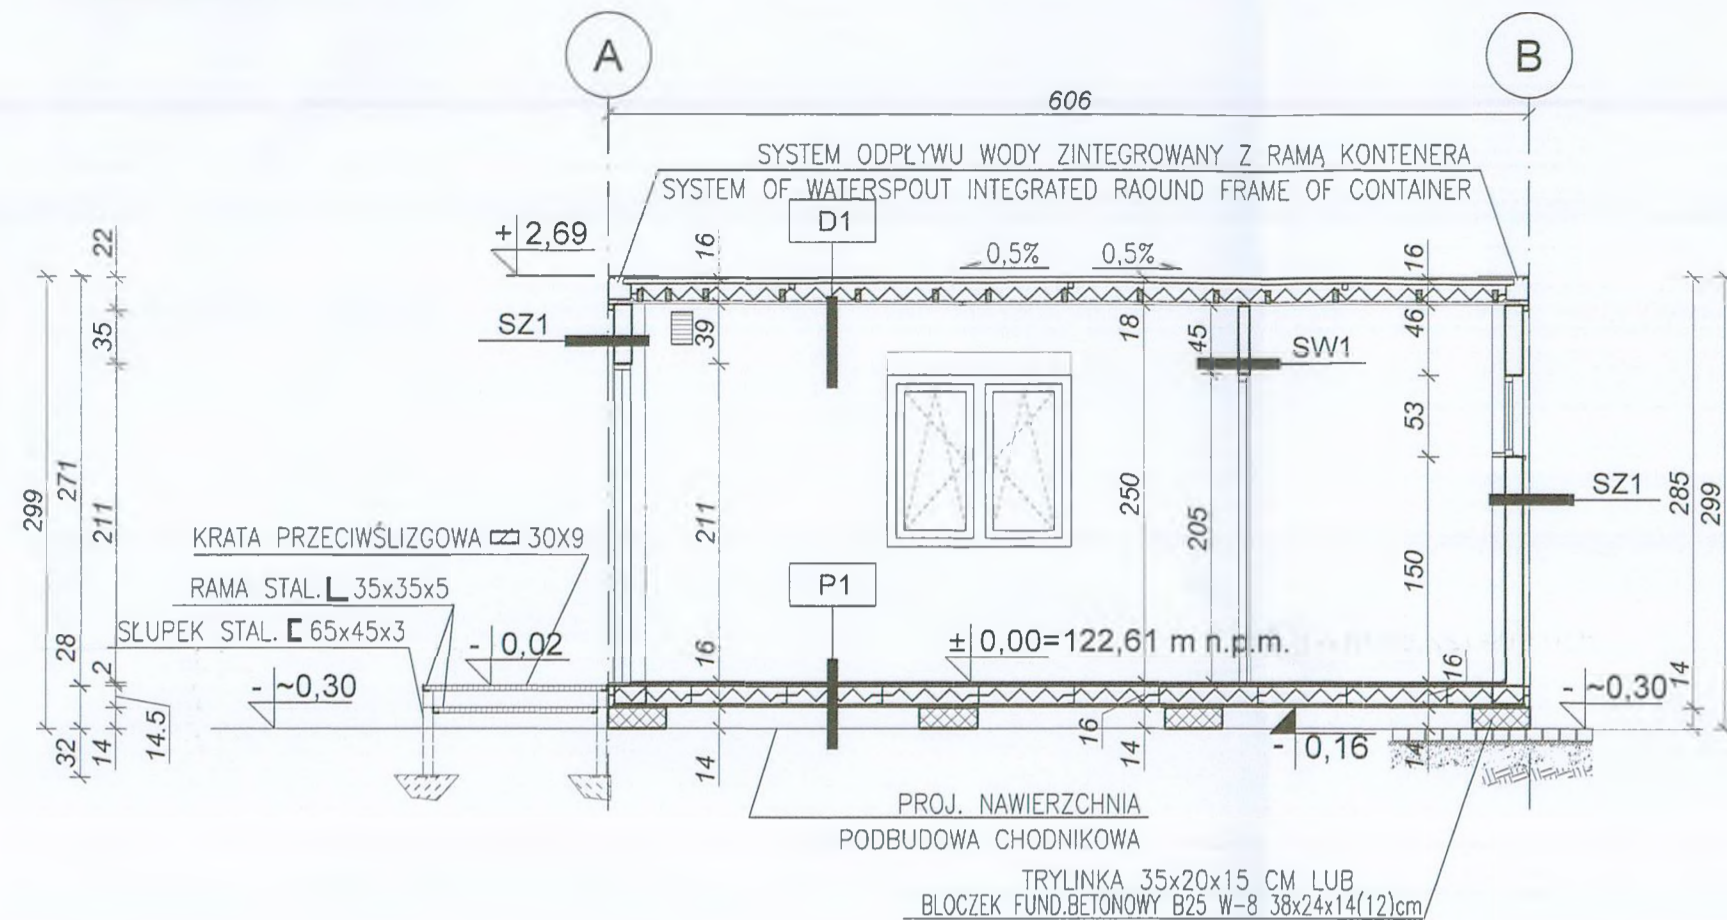 A
B
606
SYSTEM ODPŁYWU WODY ZINTEGROWANY Z RAMĄ KONTENERA
SYSTEM OF WATERSPOUT INTEGRATED RAOUND FRAME OF CONTAINER
D1
+ 2,69
22
16
0,5%
0,5%
16
SZ1
35
39
18
45
46
SW1
53
299
271
211
211
250
205
150
SZ1
285
299
KRATA PRZECIWŚLIZGOWA 30X9
RAMA STAL. L 35x35x5
SŁUPEK STAL. 65x45x3
P1
- 0,02
± 0,00=122,61 m n.p.m.
28
2
16
16
14
- ~0,30
- ~0,30
32
14
14.5
14
16
14
- 0,16
14
PROJ. NAWIERZCHNIA
PODBUDOWA CHODNIKOWA
TRYLINKA 35x20x15 CM LUB
BLOCZEK FUND.BETONOWY B25 W-8 38x24x14(12)cm